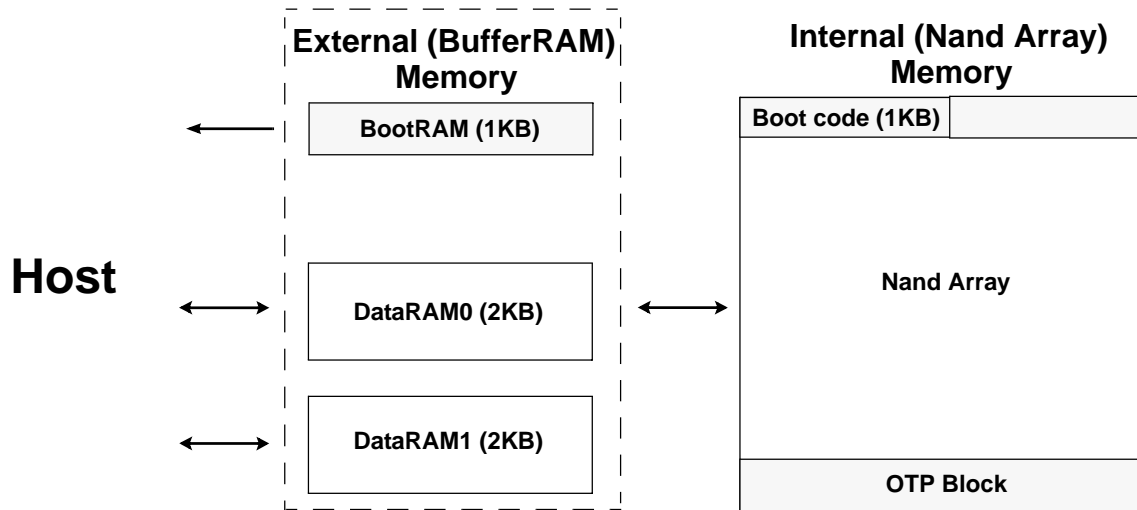 External (BufferRAM)
Memory
Internal (Nand Array)
Memory
BootRAM (1KB)
Boot code (1KB)
Host
Nand Array
DataRAM0 (2KB)
DataRAM1 (2KB)
OTP Block